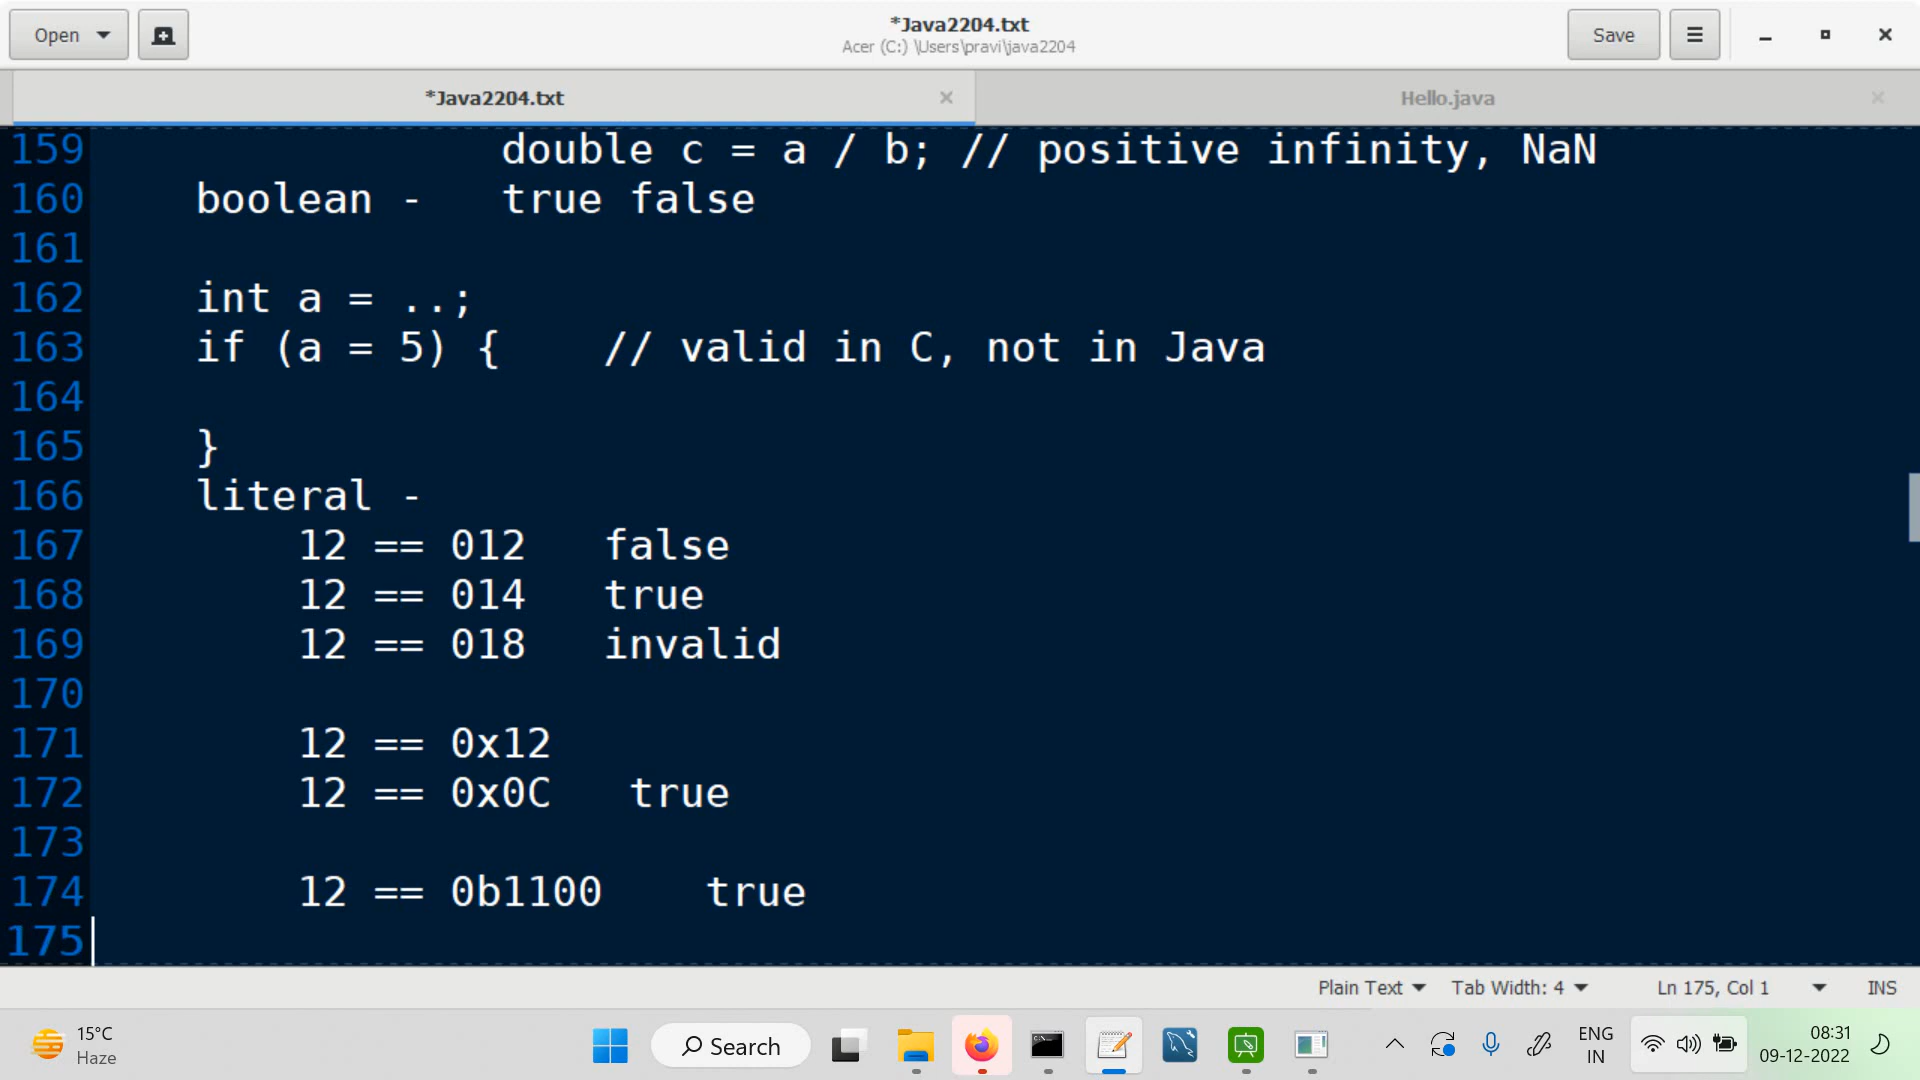 Open
*Java2204.txt
Acer (C:) \Users\pravi\java2204
Save
*Java2204.txt
Hello.java
159 double c = a / b; // positive infinity, NaN
160 boolean - true false
161
162 int a = ..;
163 if (a = 5) { // valid in C, not in Java
164
165 }
166 literal -
167 12 == 012 false
168 12 == 014 true
169 12 == 018 invalid
170
171 12 == 0x12
172 12 == 0x0C true
173
174 12 == 0b1100 true
175
Plain Text Tab Width: 4 Ln 175, Col 1 INS
15°C
Haze
Search
ENG
IN
08:31
09-12-2022